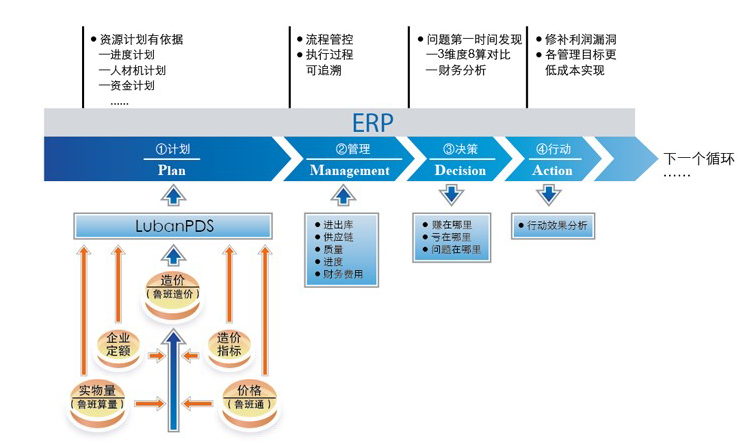 ● 资源计划有依据
—进度计划
—人材机计划
—资金计划
......
● 流程管控
● 执行过程
可追溯
● 问题第一时间发现
—3维度8算对比
—财务分析
● 修补利润漏洞
● 各管理目标更
低成本实现
ERP
①计划
Plan
②管理
Management
③决策
Decision
④行动
Action
下一个循环
······
LubanPDS
● 进出库
● 供应链
● 质量
● 进度
● 财务费用
● 赚在哪里
● 亏在哪里
● 问题在哪里
● 行动效果分析
造价
(鲁班造价)
企业
定额
造价
指标
实物量
(鲁班算量)
价格
(鲁班通)